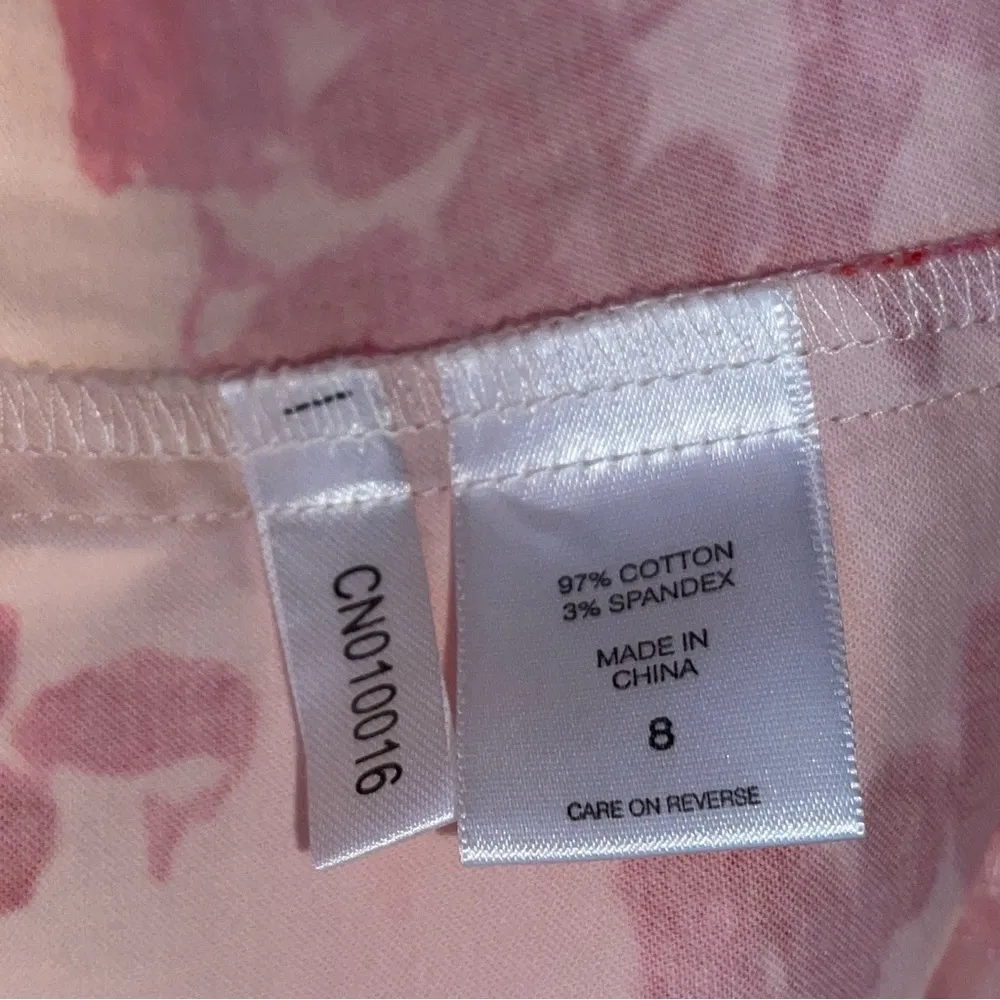 CN010016
97% COTTON
3% SPANDEX
MADE IN
CHINA
8
CARE ON REVERSE